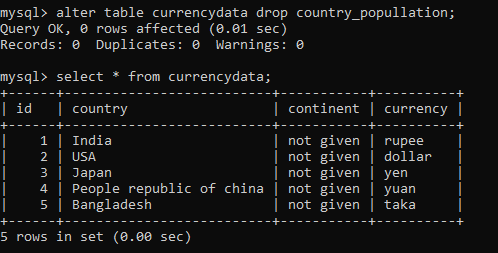 mysql> alter table currencydata drop country_popullation;
Query OK, 0 rows affected (0.01 sec)
Records: 0  Duplicates: 0  Warnings: 0

mysql> select * from currencydata;
+------+--------------------------+-----------+----------+
| id   | country                  | continent | currency |
+------+--------------------------+-----------+----------+
|    1 | India                    | not given | rupee    |
|    2 | USA                      | not given | dollar   |
|    3 | Japan                    | not given | yen      |
|    4 | People republic of china | not given | yuan     |
|    5 | Bangladesh               | not given | taka     |
+------+--------------------------+-----------+----------+
5 rows in set (0.00 sec)